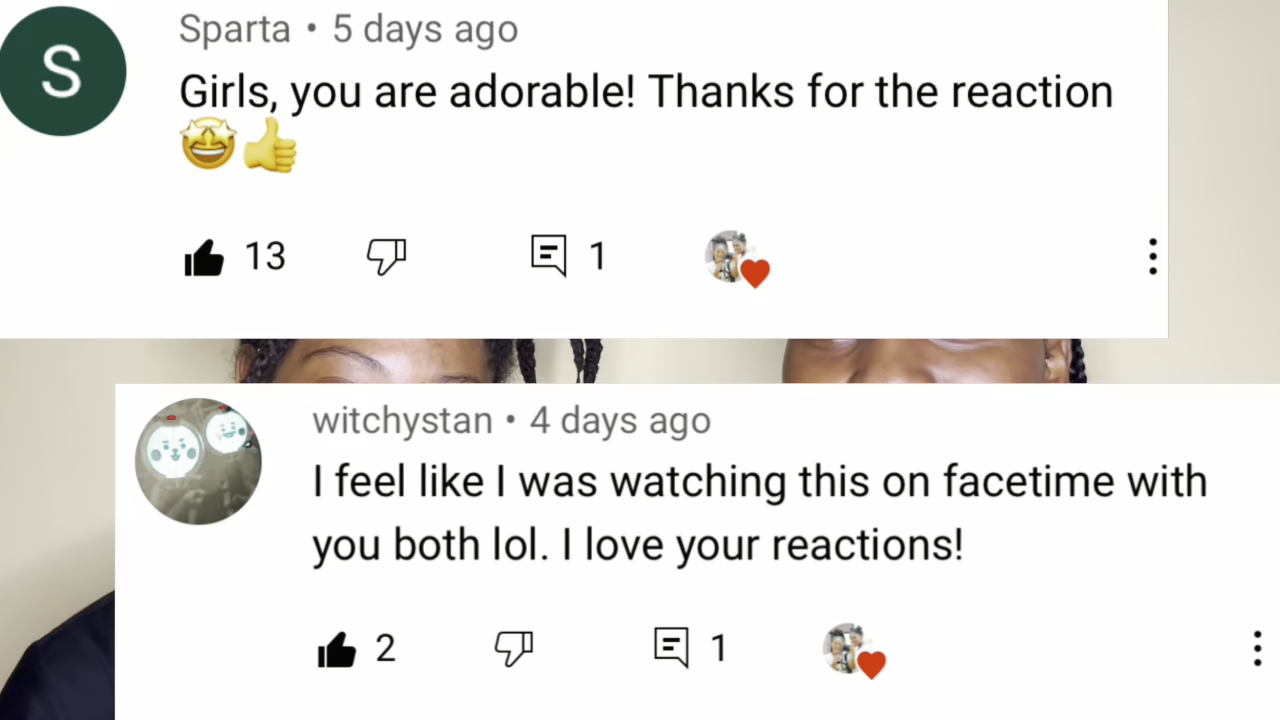 S
Sparta • 5 days ago
Girls, you are adorable! Thanks for the reaction
🤩👍
13
1
witchystan • 4 days ago
I feel like I was watching this on facetime with
you both lol. I love your reactions!
2
1